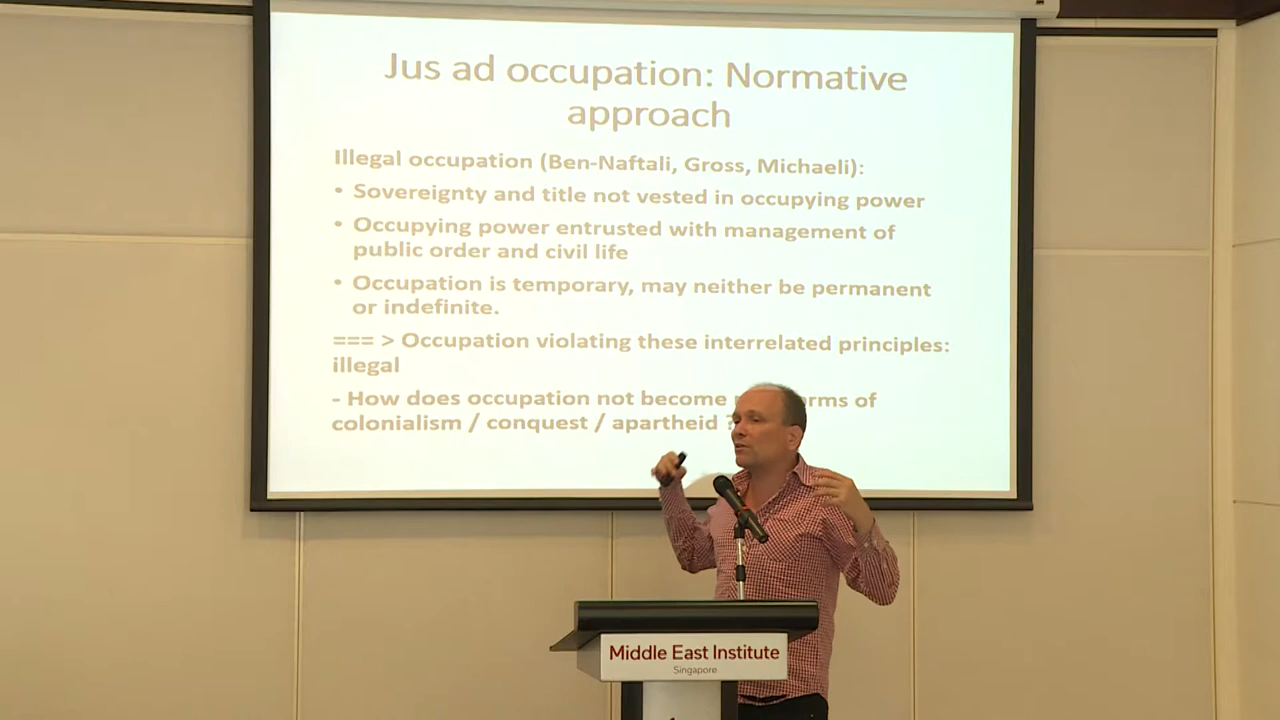 Jus ad occupation: Normative
approach
Illegal occupation (Ben-Naftali, Gross, Michaeli):
• Sovereignty and title not vested in occupying power
• Occupying power entrusted with management of
public order and civil life
• Occupation is temporary, may neither be permanent
or indefinite.
=== > Occupation violating these interrelated principles:
illegal
- How does occupation not become of
colonialism / conquest / apartheid ?
Middle East Institute
Singapore